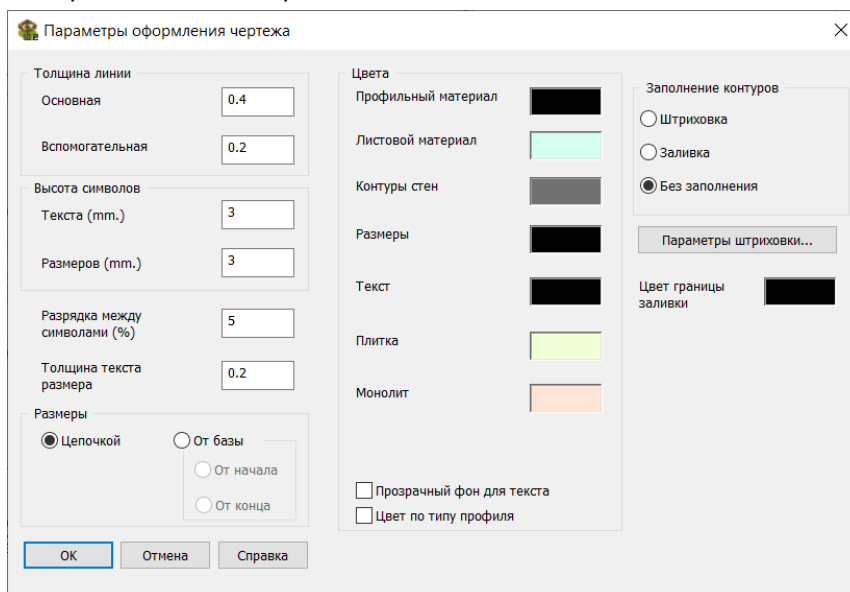 Параметры оформления чертежа
Толщина линии
Основная 0.4
Вспомогательная 0.2
Высота символов
Текста (mm.) 3
Размеров (mm.) 3
Разрядка между
символами (%) 5
Толщина текста
размера 0.2
Размеры
Цепочкой От базы
От начала
От конца
ОК Отмена Справка
Цвета
Профильный материал
Листовой материал
Контуры стен
Размеры
Текст
Плитка
Монолит
Прозрачный фон для текста
Цвет по типу профиля
Заполнение контуров
Штриховка
Заливка
Без заполнения
Параметры штриховки...
Цвет границы
заливки